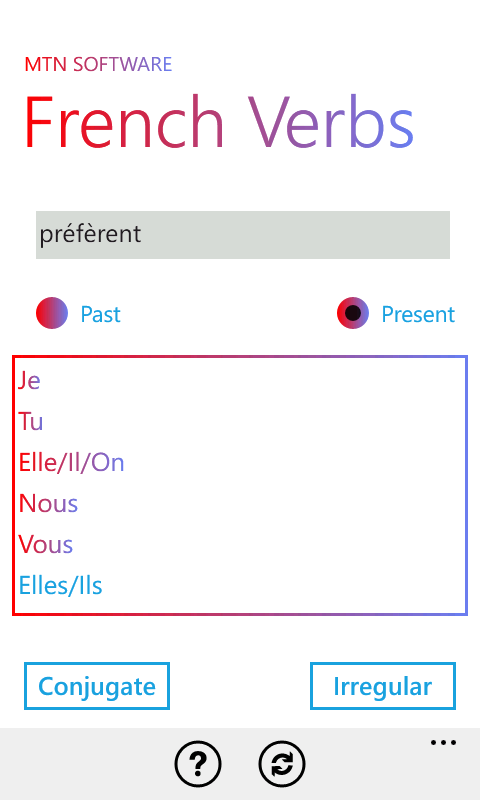 MTN SOFTWARE
French Verbs
préfèrent
Past
Present
Je
Tu
Elle/Il/On
Nous
Vous
Elles/Ils
Conjugate
Irregular
?
...